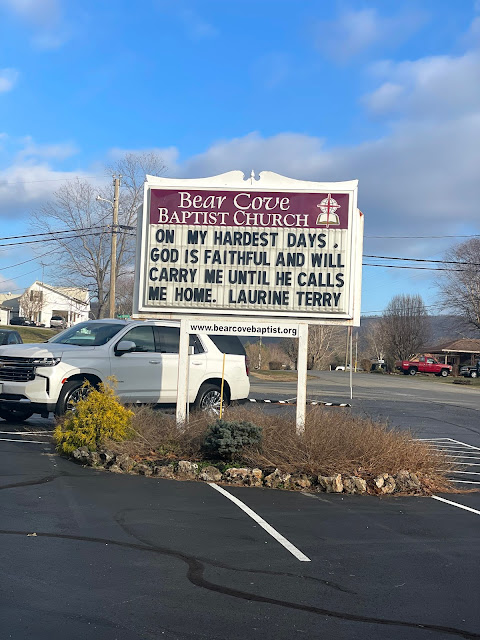 Bear Cove
BAPTIST CHURCH
ON MY HARDEST DAYS,
GOD IS FAITHFUL AND WILL
CARRY ME UNTIL HE CALLS
ME HOME. LAURINE TERRY
www.bearcovebaptist.org